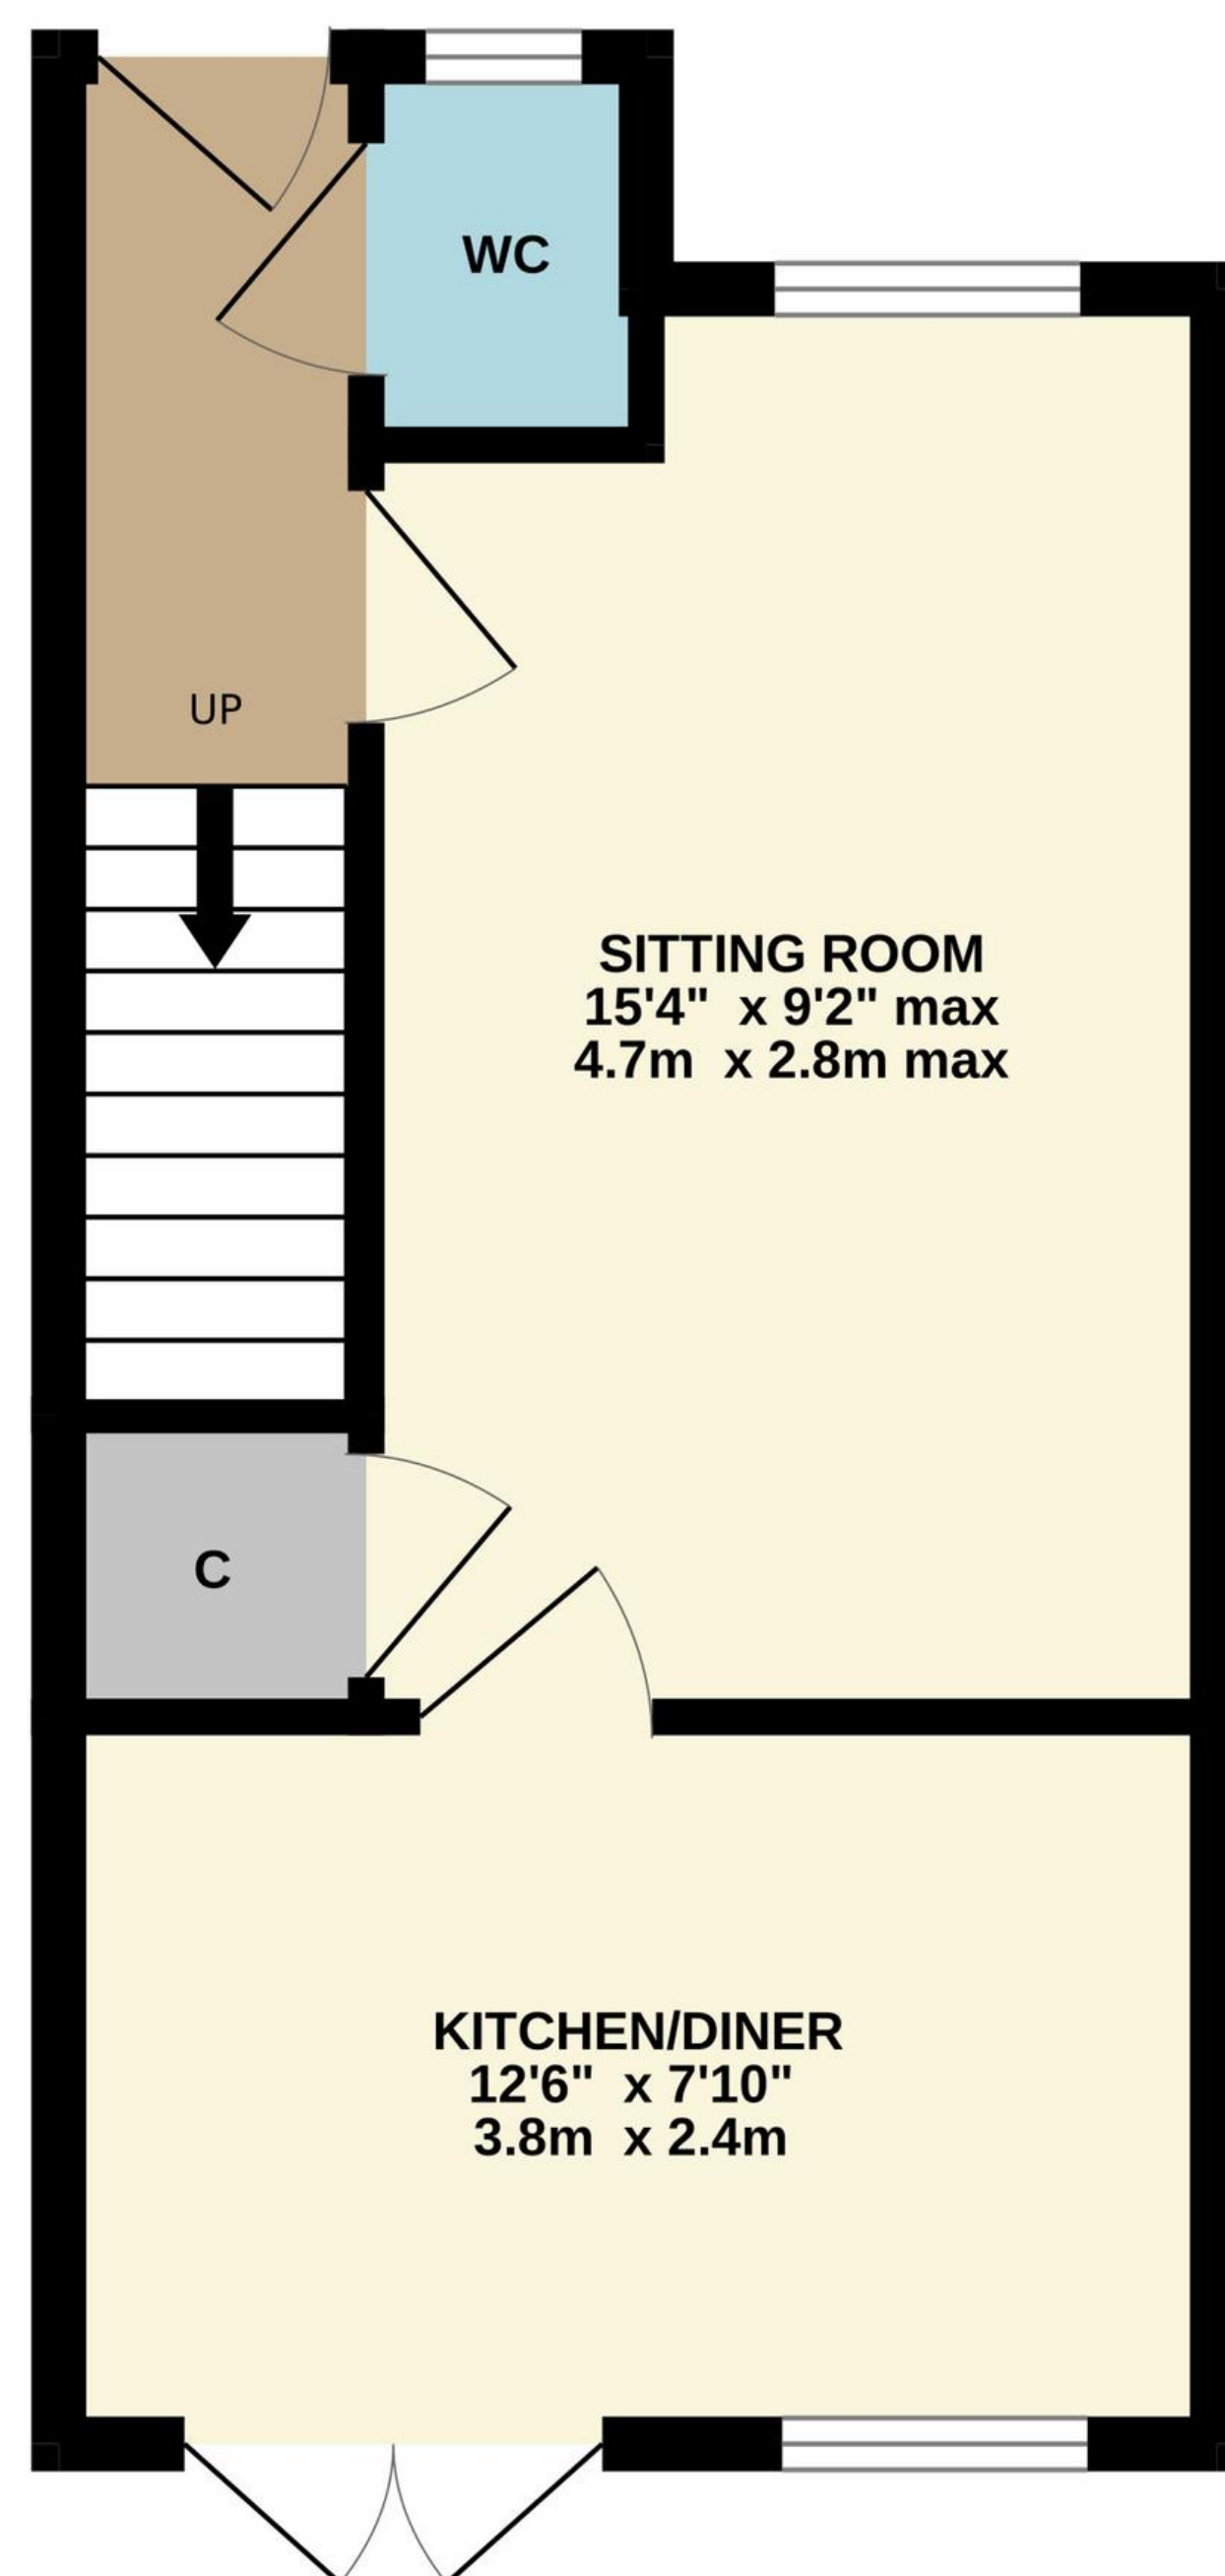 WC
UP
SITTING ROOM
15'4" x 9'2" max
4.7m x 2.8m max
C
KITCHEN/DINER
12'6" x 7'10"
3.8m x 2.4m